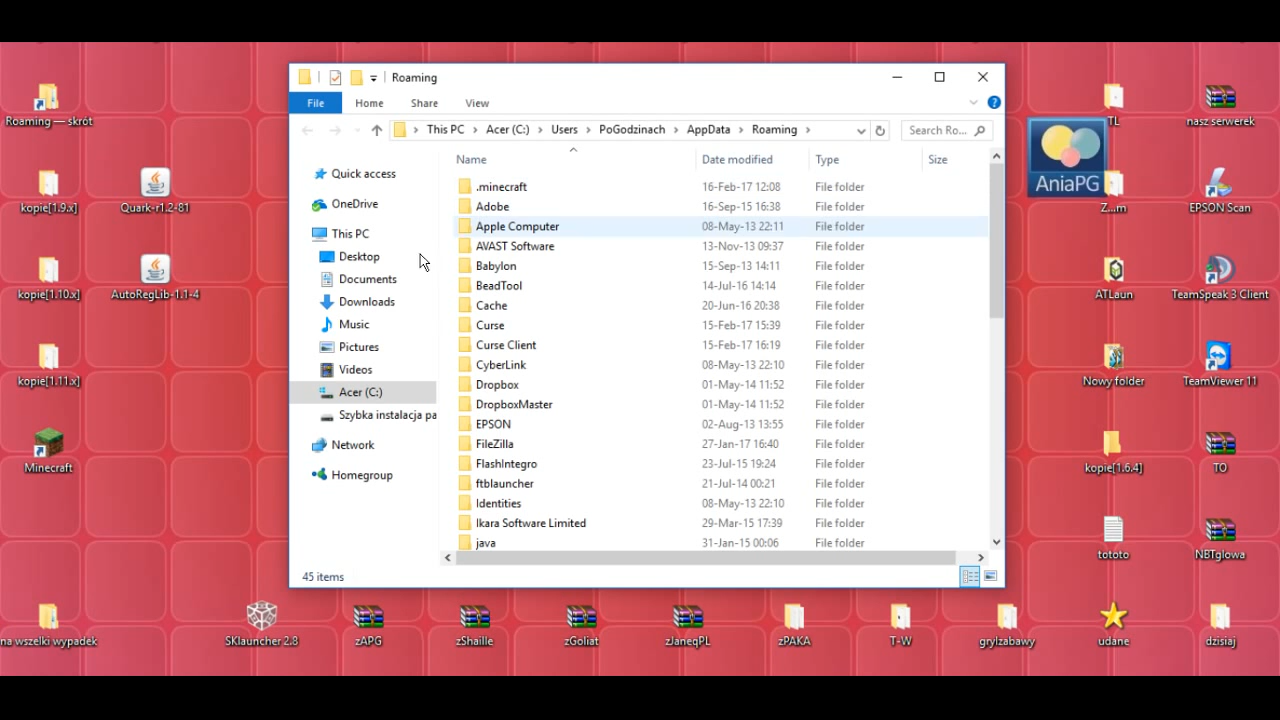 Roaming
File Home Share View
This PC Acer (C:) Users PoGodzinach AppData Roaming
Search Ro...
Name Date modified Type Size
Quick access
OneDrive
This PC
Desktop
Documents
Downloads
Music
Pictures
Videos
Acer (C:)
Szybka instalacja pa
Network
Homegroup
.minecraft 16-Feb-17 12:08 File folder
Adobe 16-Sep-15 16:38 File folder
Apple Computer 08-May-13 22:11 File folder
AVAST Software 13-Nov-13 09:37 File folder
Babylon 15-Sep-13 14:11 File folder
BeadTool 14-Jul-16 14:14 File folder
Cache 20-Jun-16 20:38 File folder
Curse 15-Feb-17 15:39 File folder
Curse Client 15-Feb-17 16:19 File folder
CyberLink 08-May-13 22:10 File folder
Dropbox 01-May-14 11:52 File folder
DropboxMaster 01-May-14 11:52 File folder
EPSON 02-Aug-13 13:55 File folder
FileZilla 27-Jan-17 16:40 File folder
FlashIntegro 23-Jul-15 19:24 File folder
ftblauncher 21-Jul-14 00:21 File folder
Identities 08-May-13 22:10 File folder
Ikara Software Limited 29-Mar-15 17:39 File folder
java 31-Jan-15 00:06 File folder
45 items
Roaming — skrót
kopie[1.9.x]
Quark-r1.2-81
kopie[1.10.x]
AutoRegLib-1.1-4
kopie[1.11.x]
Minecraft
TL
nasz serwerek
AniaPG
Z...m
EPSON Scan
ATLaun
TeamSpeak 3 Client
Nowy folder
TeamViewer 11
kopie[1.6.4]
TO
tototo
NBTglowa
na wszelki wypadek
SKlauncher 2.8
zAPG
zShaille
zGoliat
zJaneqPL
zPAKA
T-W
gryIzabawy
udane
dzisiaj